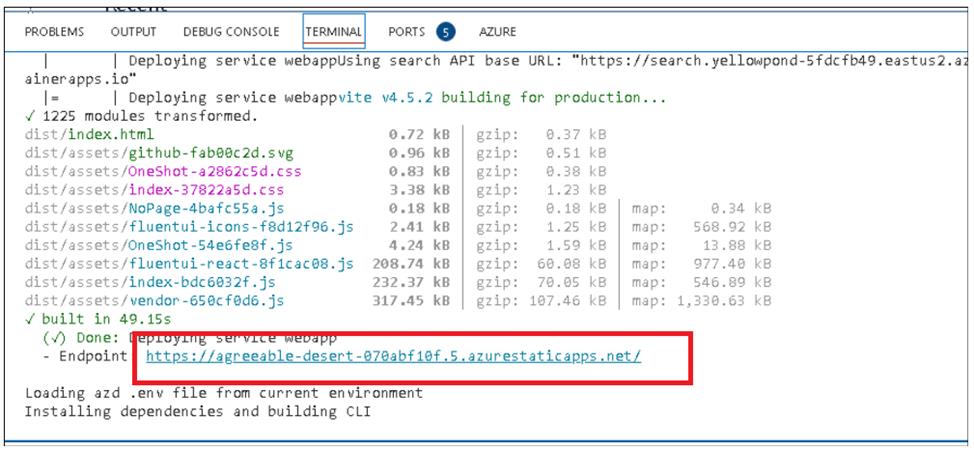 PROBLEMS OUTPUT DEBUG CONSOLE TERMINAL PORTS 5 AZURE
| | Deploying service webappUsing search API base URL: "https://search.yellowpond-5fdcfb49.eastus2.az
ainerapps.io"
|= | Deploying service webappvite v4.5.2 building for production...
✓ 1225 modules transformed.
dist/index.html 0.72 kB │ gzip: 0.37 kB
dist/assets/github-fab00c2d.svg 0.96 kB │ gzip: 0.51 kB
dist/assets/OneShot-a2862c5d.css 0.83 kB │ gzip: 0.38 kB
dist/assets/index-37822a5d.css 3.38 kB │ gzip: 1.23 kB
dist/assets/NoPage-4bafc55a.js 0.18 kB │ gzip: 0.18 kB │ map: 0.34 kB
dist/assets/fluentui-icons-f8d12f96.js 2.41 kB │ gzip: 1.25 kB │ map: 568.92 kB
dist/assets/OneShot-54e6fe8f.js 4.24 kB │ gzip: 1.59 kB │ map: 13.88 kB
dist/assets/fluentui-react-8f1cac08.js 208.74 kB │ gzip: 60.08 kB │ map: 977.40 kB
dist/assets/index-bdc6032f.js 232.37 kB │ gzip: 70.05 kB │ map: 546.89 kB
dist/assets/vendor-650cf0d6.js 317.45 kB │ gzip: 107.46 kB │ map: 1,330.63 kB
✓ built in 49.15s
(✓) Done: Deploying service webapp
- Endpoint https://agreeable-desert-070abf10f.5.azurestaticapps.net/
Loading azd .env file from current environment
Installing dependencies and building CLI